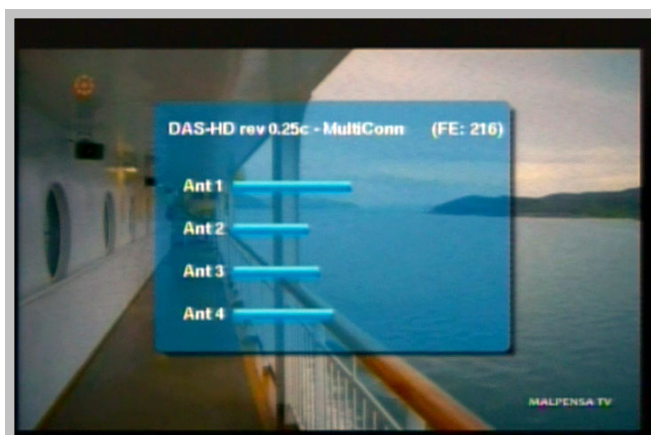 DAS-HD rev 0.25c - MultiConn (FE: 216)
Ant 1
Ant 2
Ant 3
Ant 4
MALPENSA TV